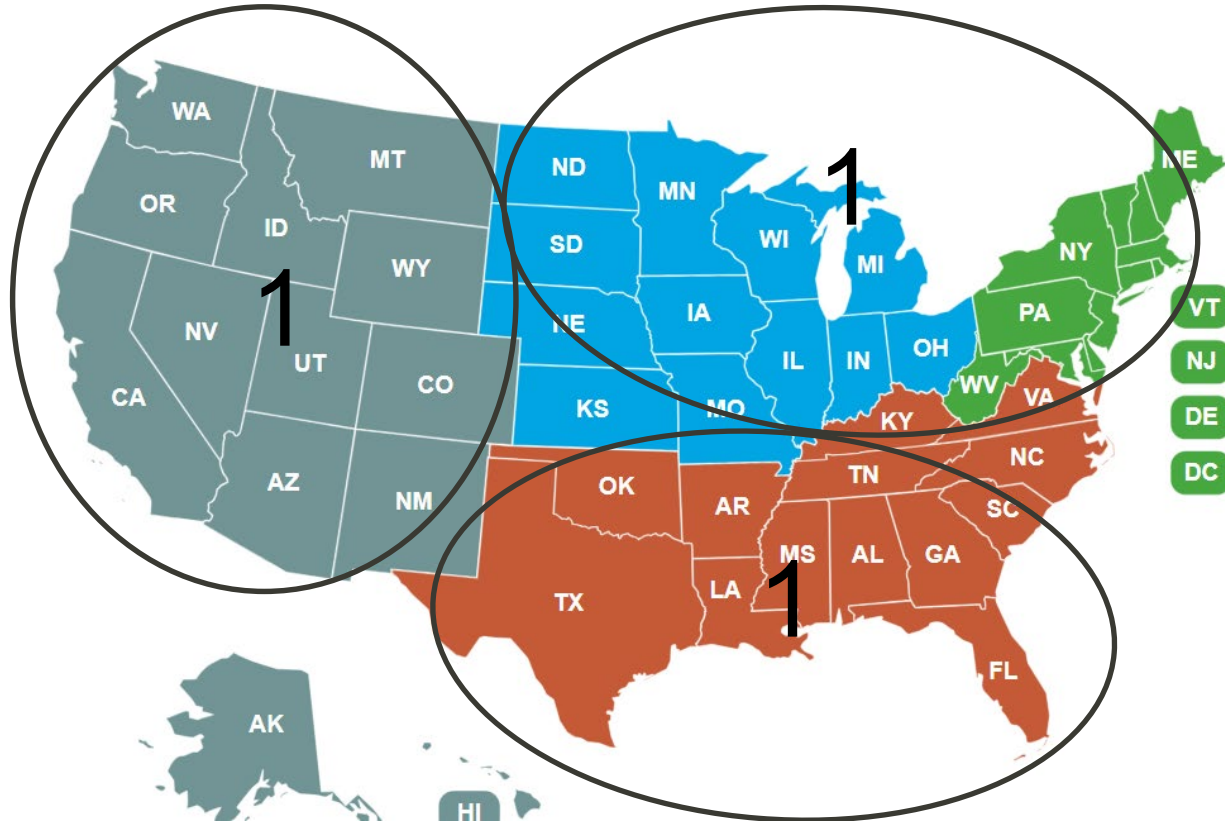 WA
MT
ND
MN
ME
OR
ID
SD
WI
MI
NY
WY
1
1
NV
NE
IA
PA
VT
UT
IL
IN
OH
NJ
CA
CO
KS
MO
WV
VA
DE
KY
AZ
NM
OK
AR
TN
NC
DC
SC
TX
LA
MS
AL
GA
1
FL
AK
HI